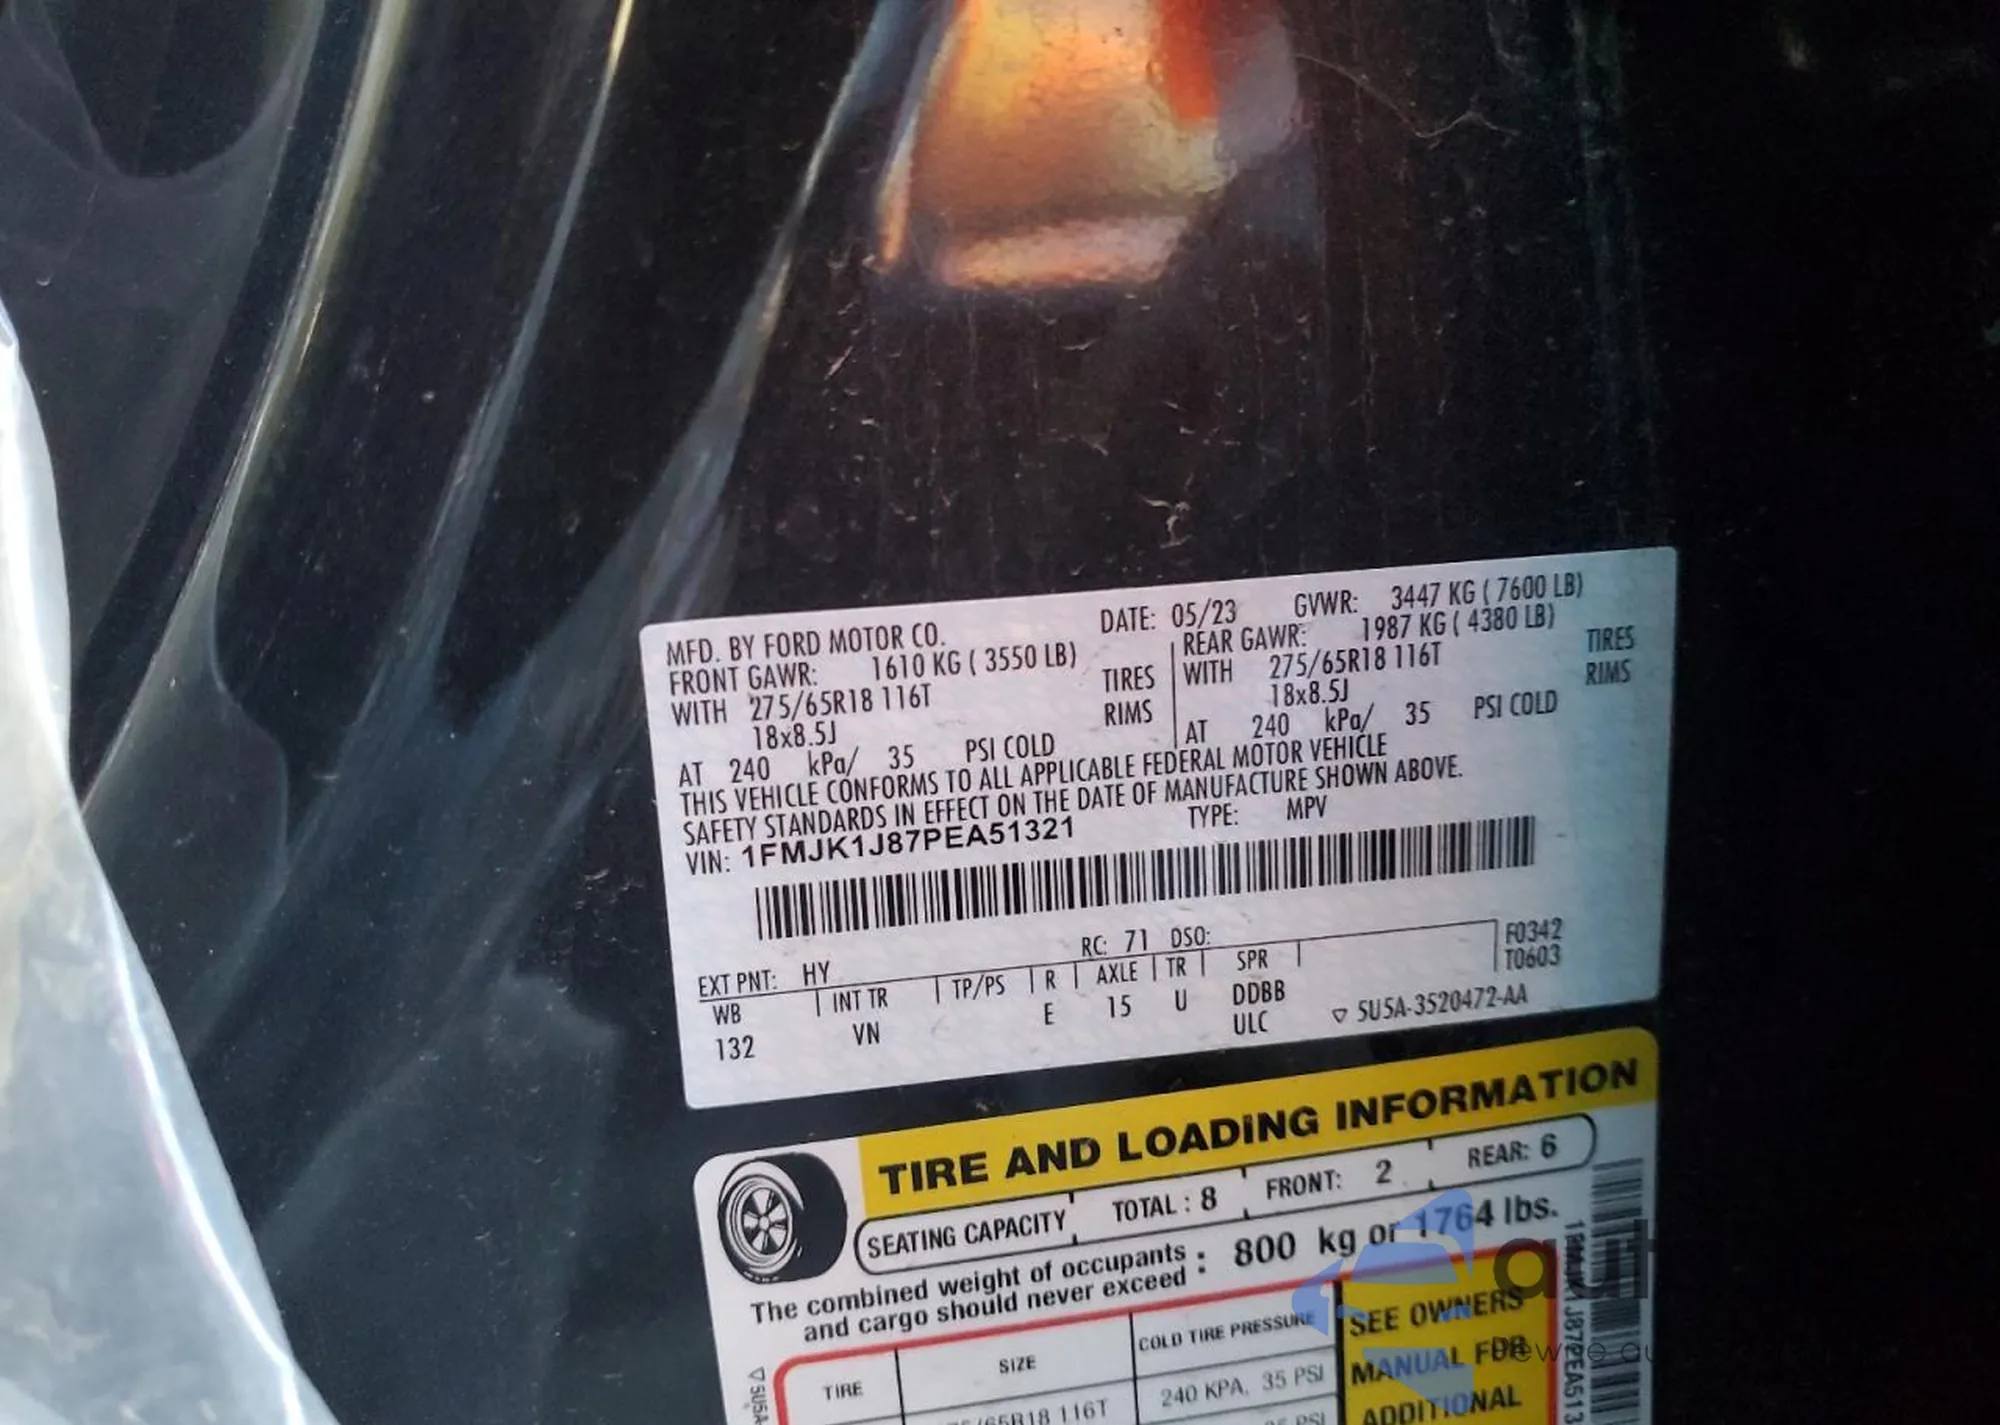 MFD. BY FORD MOTOR CO. DATE: 05/23 GVWR: 3447 KG ( 7600 LB)
FRONT GAWR: 1610 KG ( 3550 LB) REAR GAWR: 1987 KG ( 4380 LB)
WITH 275/65R18 116T TIRES WITH 275/65R18 116T TIRES
18x8.5J RIMS 18x8.5J RIMS
AT 240 kPa/ 35 PSI COLD AT 240 kPa/ 35 PSI COLD
THIS VEHICLE CONFORMS TO ALL APPLICABLE FEDERAL MOTOR VEHICLE
SAFETY STANDARDS IN EFFECT ON THE DATE OF MANUFACTURE SHOWN ABOVE.
VIN: 1FMJK1J87PEA51321 TYPE: MPV
EXT PNT: HY RC: 71 DSO: F0342
WB INT TR TP/PS R AXLE TR SPR T0603
132 VN E 15 U DDBB
ULC ▽ 5U5A-3520472-AA
TIRE AND LOADING INFORMATION
SEATING CAPACITY TOTAL : 8 FRONT: 2 REAR: 6
The combined weight of occupants
and cargo should never exceed : 800 kg or 1764 lbs.
TIRE SIZE COLD TIRE PRESSURE
/65R18 116T 240 KPA, 35 PSI
PSI
SEE OWNERS
MANUAL FOR
ADDITIONAL
J87PEA513
▽ 5U5A